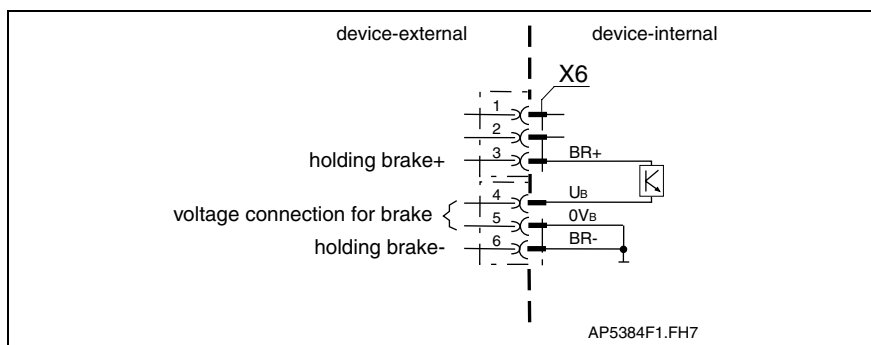 device-external
device-internal
X6
1
2
holding brake+ 3 BR+
4 UB
voltage connection for brake
5 0VB
holding brake- 6 BR-
AP5384F1.FH7